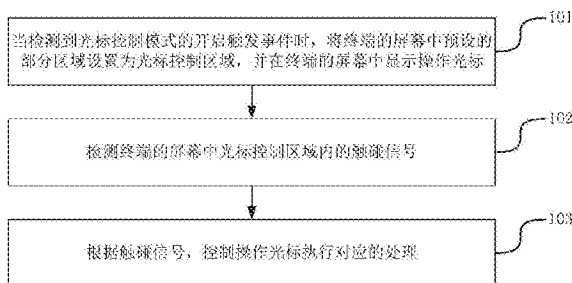 101
当检测到光标控制模式的开启触发事件时，将终端的屏幕中预设的
部分区域设置为光标控制区域，并在终端的屏幕中显示操作光标
102
检测终端的屏幕中光标控制区域内的触碰信号
103
根据触碰信号，控制操作光标执行对应的处理